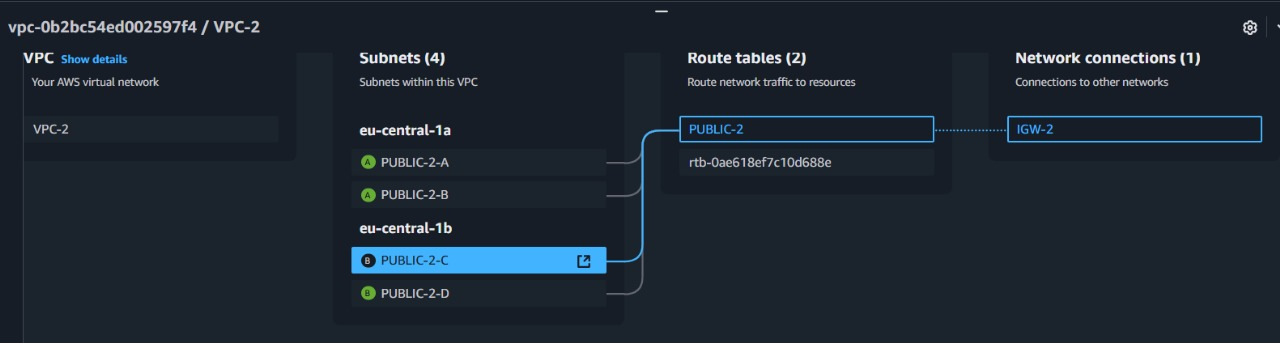 vpc-0b2bc54ed002597f4 / VPC-2
VPC Show details
Your AWS virtual network
VPC-2
Subnets (4)
Subnets within this VPC
eu-central-1a
A PUBLIC-2-A
A PUBLIC-2-B
eu-central-1b
B PUBLIC-2-C
B PUBLIC-2-D
Route tables (2)
Route network traffic to resources
PUBLIC-2
rtb-0ae618ef7c10d688e
Network connections (1)
Connections to other networks
IGW-2